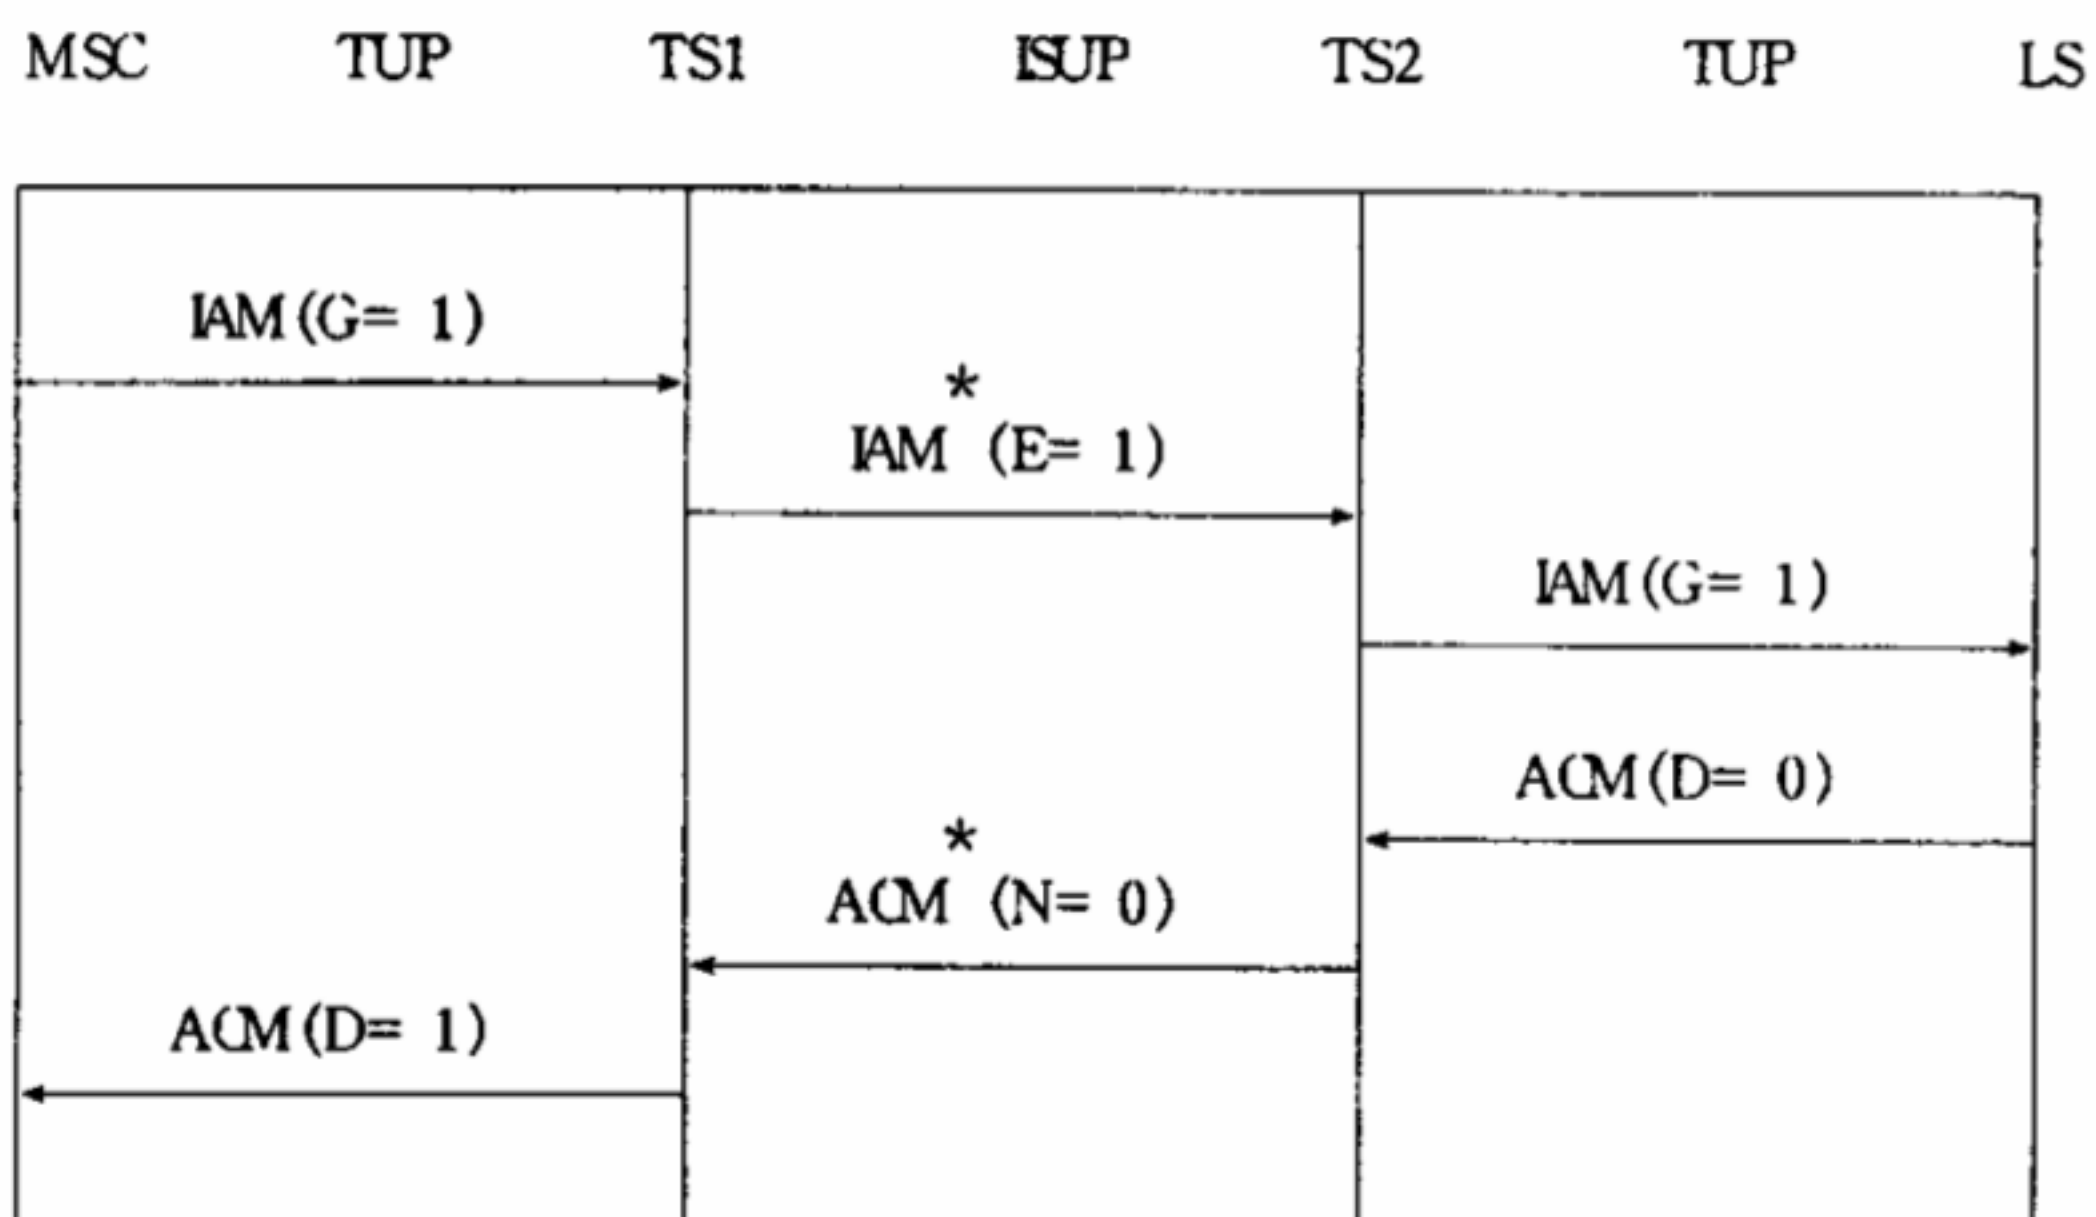 MSC TUP TS1 ISUP TS2 TUP LS
IAM(G= 1)
*
IAM (E= 1)
IAM(G= 1)
ACM(D= 0)
*
ACM (N= 0)
ACM(D= 1)